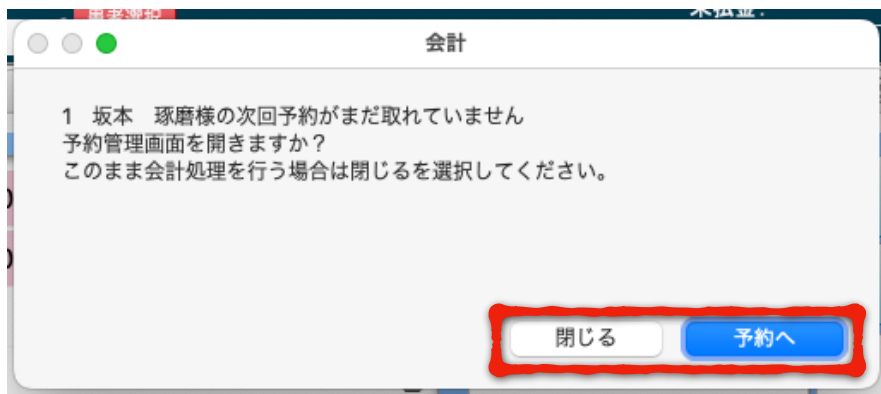 会計
1 坂本 琢磨様の次回予約がまだ取れていません
予約管理画面を開きますか？
このまま会計処理を行う場合は閉じるを選択してください。
閉じる
予約へ